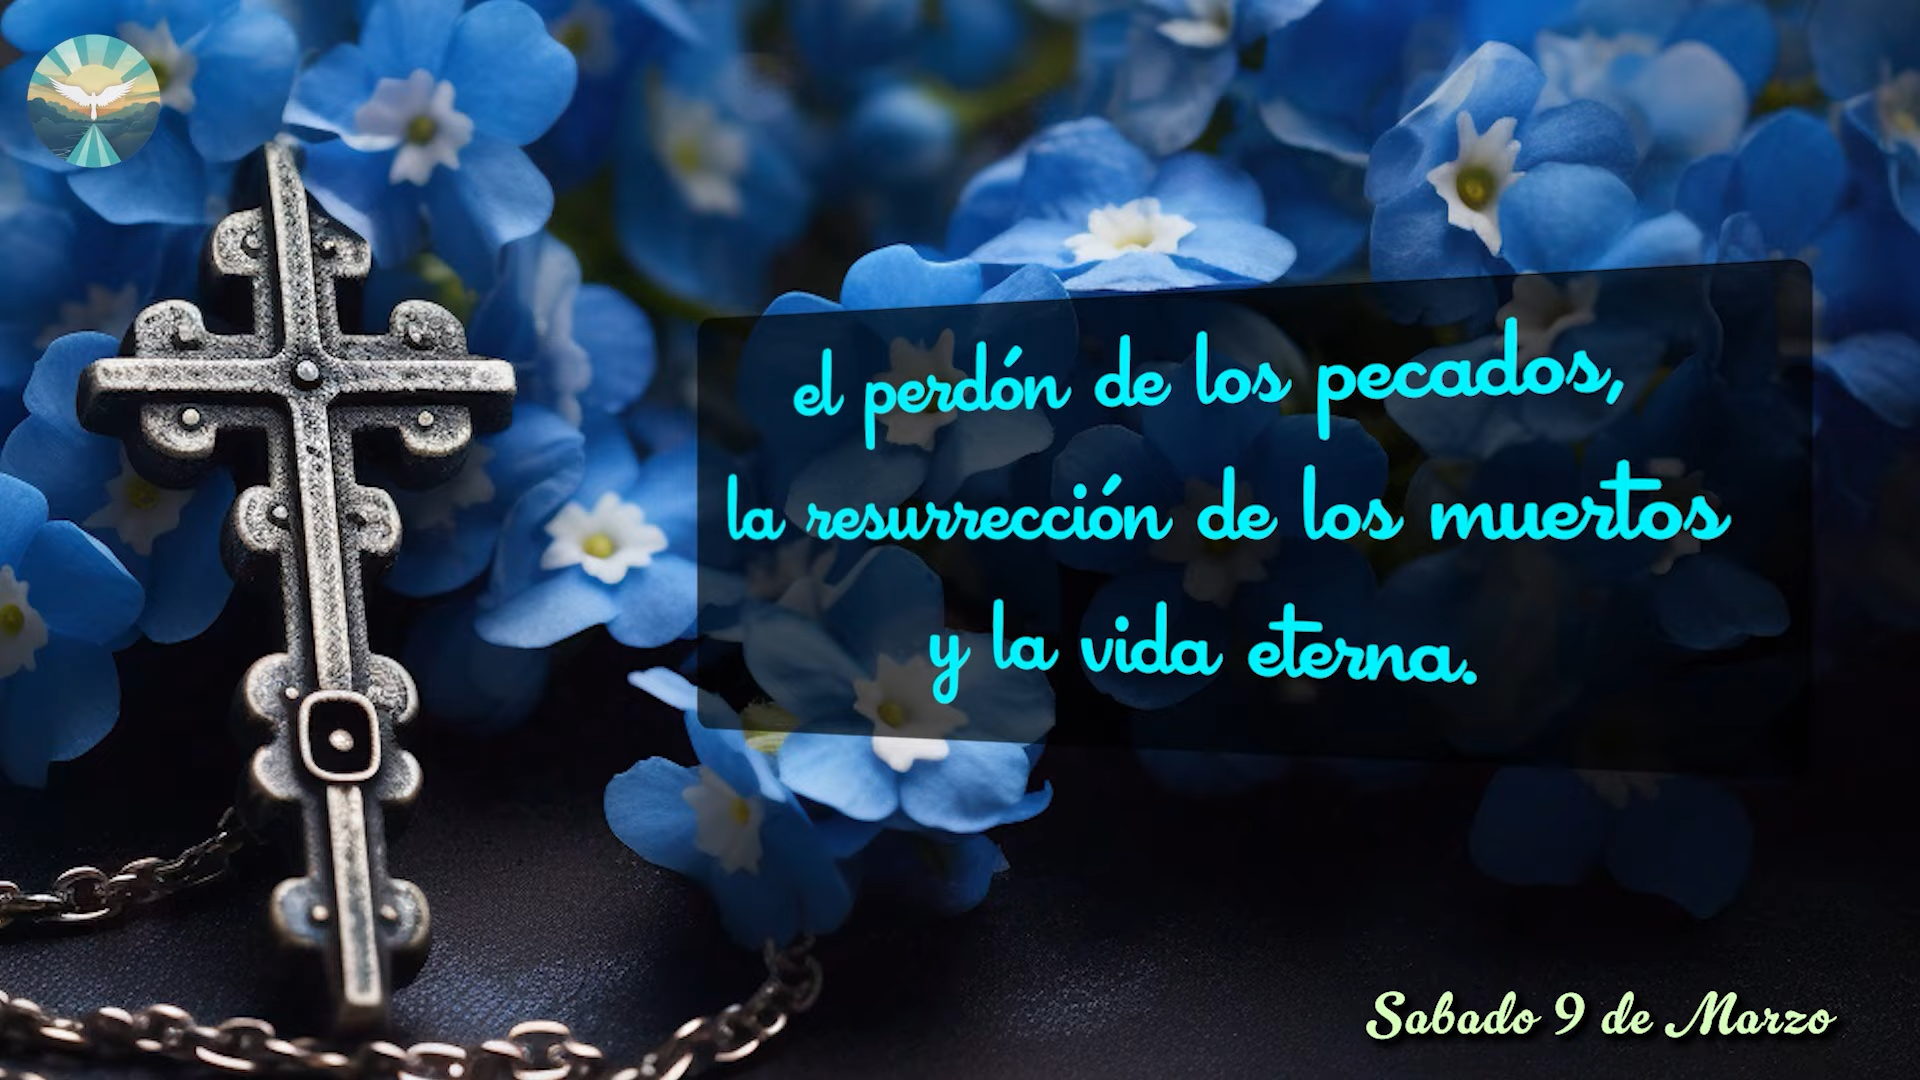 el perdón de los pecados,
la resurrección de los muertos
y la vida eterna.
Sabado 9 de Marzo